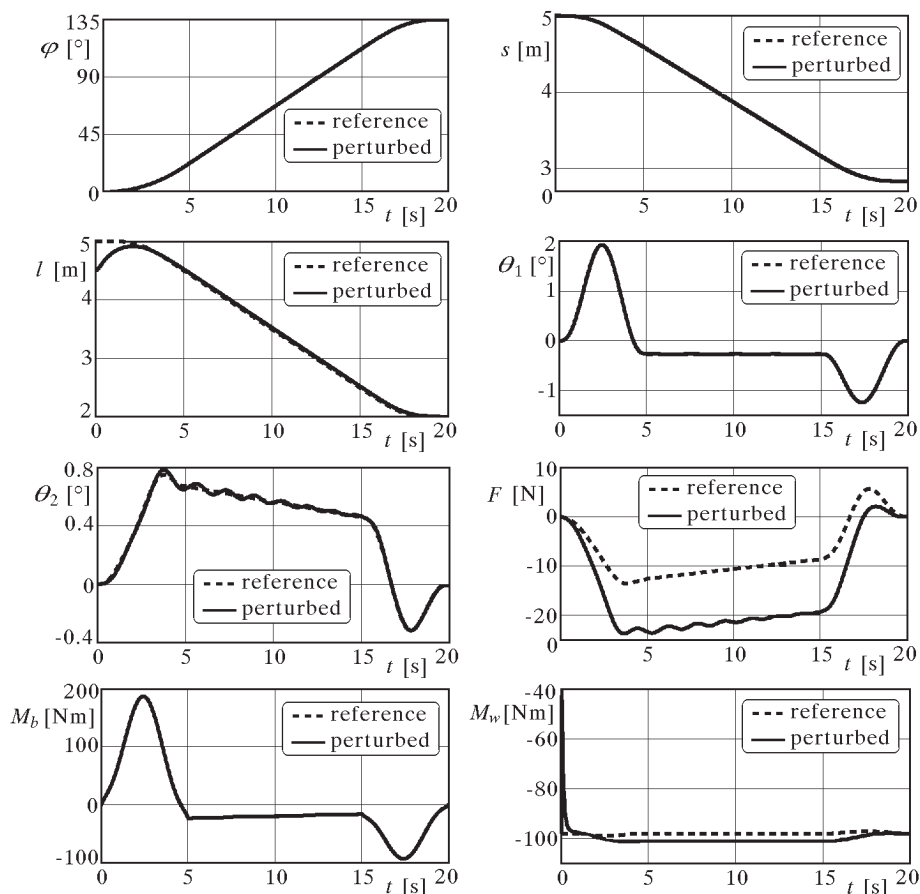 135
φ [°]
90
45
0
5
10
15
20
t [s]
reference
perturbed
5
s [m]
4
3
0
0
5
10
15
20
t [s]
reference
perturbed
5
l [m]
4
3
2
0
5
10
15
20
t [s]
reference
perturbed
2
θ1 [°]
0
-1
0
5
10
15
20
t [s]
reference
perturbed
0.8
θ2 [°]
0.4
0
-0.4
0
5
10
15
20
t [s]
reference
perturbed
10
F [N]
0
-10
-20
0
5
10
15
20
t [s]
reference
perturbed
200
Mb [Nm]
100
0
-100
0
5
10
15
20
t [s]
reference
perturbed
-40
Mw [Nm]
-60
-80
-100
0
5
10
15
20
t [s]
reference
perturbed